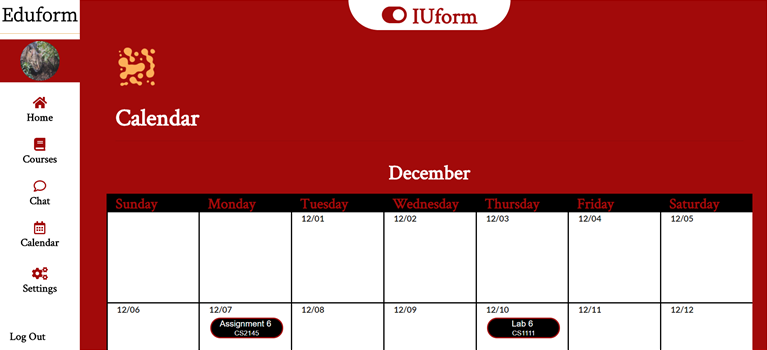 Eduform
IUform
Home
Courses
Chat
Calendar
Settings
Log Out
Calendar
December
Sunday Monday Tuesday Wednesday Thursday Friday Saturday
12/01 12/02 12/03 12/04 12/05
12/06 12/07 12/08 12/09 12/10 12/11 12/12
Assignment 6 Lab 6
CS2145 CS1111